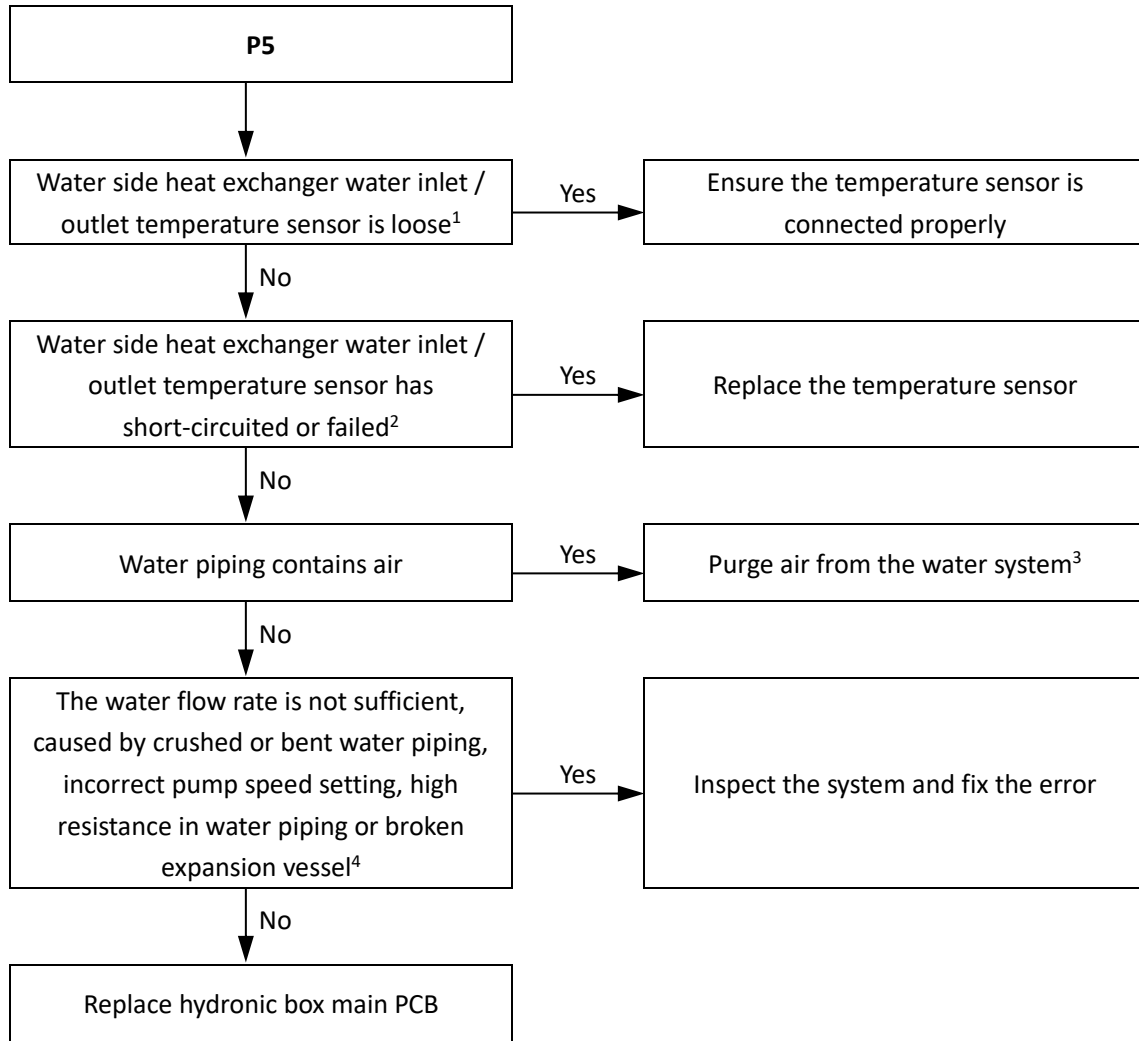 P5
Water side heat exchanger water inlet /
outlet temperature sensor is loose¹
Yes
Ensure the temperature sensor is
connected properly
No
Water side heat exchanger water inlet /
outlet temperature sensor has
short-circuited or failed²
Yes
Replace the temperature sensor
No
Water piping contains air
Yes
Purge air from the water system³
No
The water flow rate is not sufficient,
caused by crushed or bent water piping,
incorrect pump speed setting, high
resistance in water piping or broken
expansion vessel⁴
Yes
Inspect the system and fix the error
No
Replace hydronic box main PCB